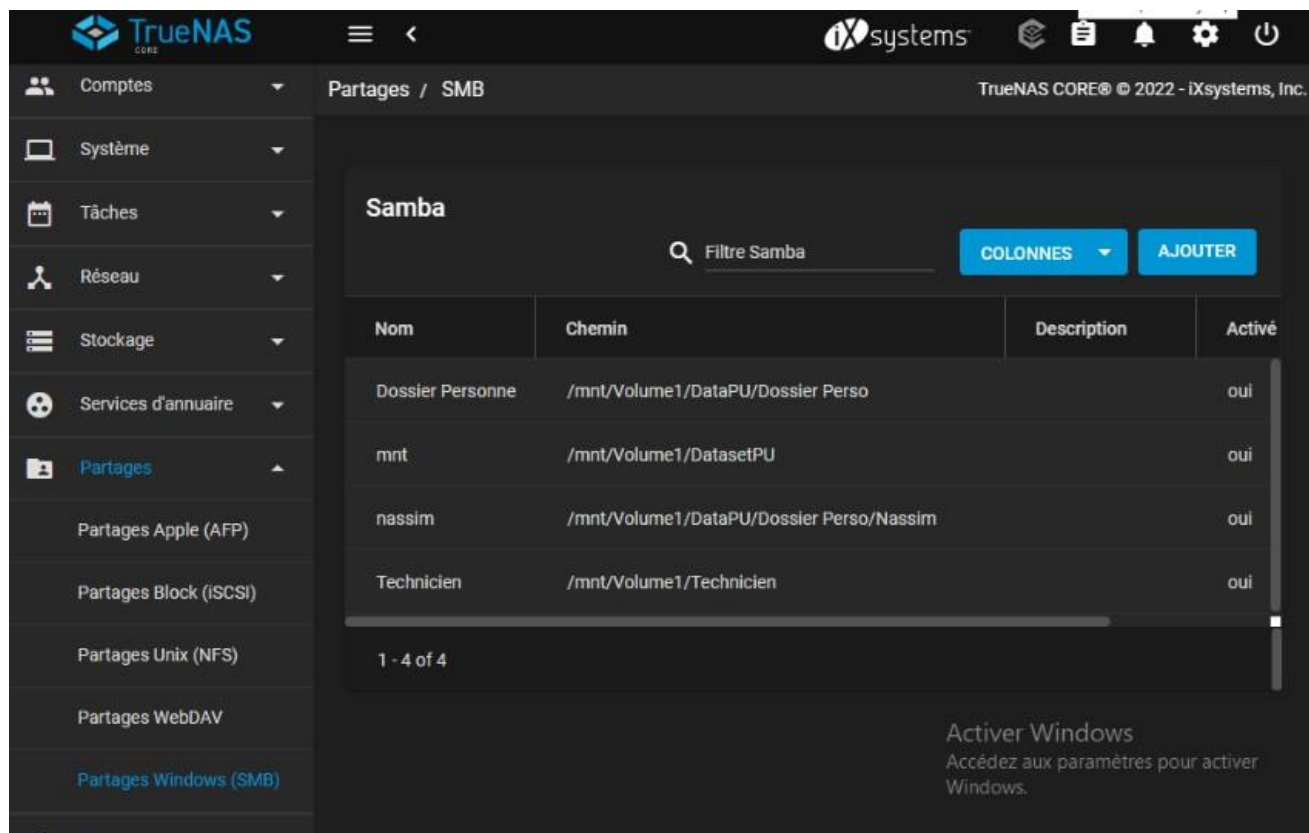 TrueNAS
CORE
iXsystems
Comptes
Partages / SMB
TrueNAS CORE® © 2022 - iXsystems, Inc.
Système
Tâches
Réseau
Stockage
Services d'annuaire
Partages
Partages Apple (AFP)
Partages Block (iSCSI)
Partages Unix (NFS)
Partages WebDAV
Partages Windows (SMB)
Samba
Filtre Samba
COLONNES
AJOUTER
Nom Chemin Description Activé
Dossier Personne /mnt/Volume1/DataPU/Dossier Perso oui
mnt /mnt/Volume1/DatasetPU oui
nassim /mnt/Volume1/DataPU/Dossier Perso/Nassim oui
Technicien /mnt/Volume1/Technicien oui
1 - 4 of 4
Activer Windows
Accédez aux paramètres pour activer
Windows.